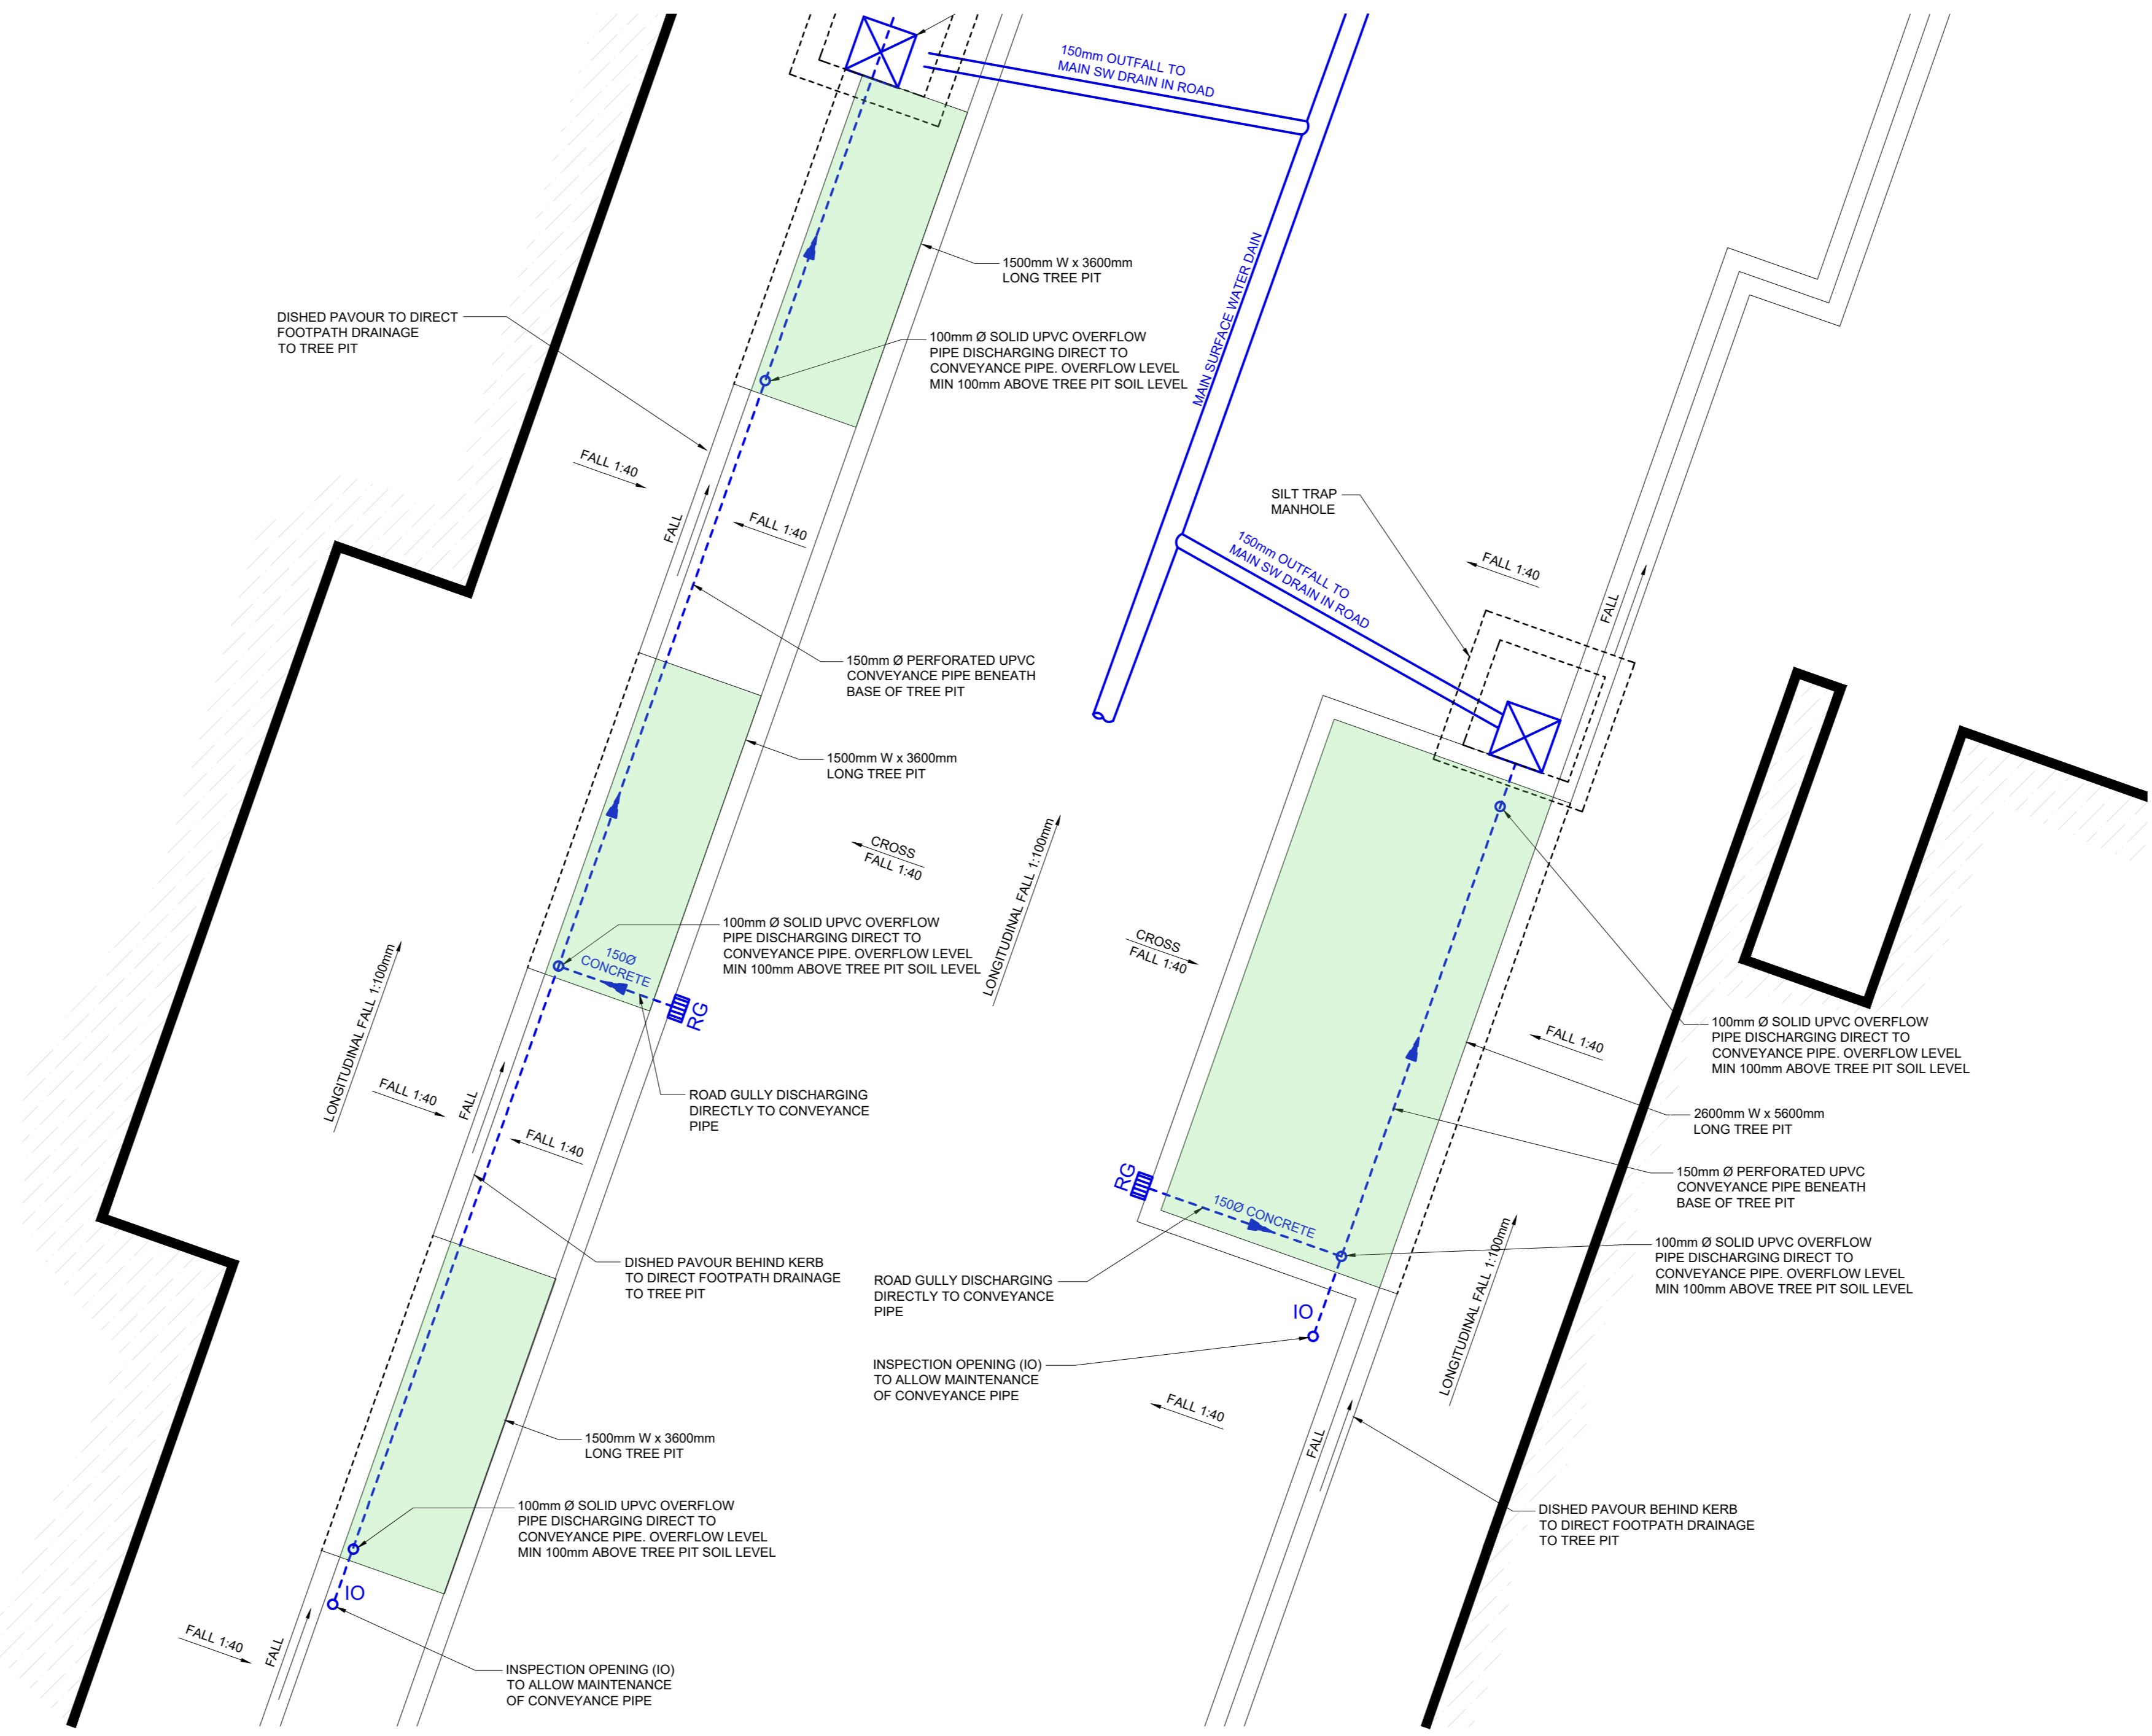 150mm OUTFALL TO
MAIN SW DRAIN IN ROAD
MAIN SURFACE WATER DRAIN
1500mm W x 3600mm
LONG TREE PIT
DISHED PAVOUR TO DIRECT
FOOTPATH DRAINAGE
TO TREE PIT
100mm Ø SOLID UPVC OVERFLOW
PIPE DISCHARGING DIRECT TO
CONVEYANCE PIPE. OVERFLOW LEVEL
MIN 100mm ABOVE TREE PIT SOIL LEVEL
FALL 1:40
FALL
FALL 1:40
SILT TRAP
MANHOLE
150mm OUTFALL TO
MAIN SW DRAIN IN ROAD
FALL 1:40
FALL
150mm Ø PERFORATED UPVC
CONVEYANCE PIPE BENEATH
BASE OF TREE PIT
1500mm W x 3600mm
LONG TREE PIT
CROSS
FALL 1:40
LONGITUDINAL FALL 1:100mm
100mm Ø SOLID UPVC OVERFLOW
PIPE DISCHARGING DIRECT TO
CONVEYANCE PIPE. OVERFLOW LEVEL
MIN 100mm ABOVE TREE PIT SOIL LEVEL
150Ø
CONCRETE
RG
CROSS
FALL 1:40
LONGITUDINAL FALL 1:100mm
FALL 1:40
FALL
FALL 1:40
ROAD GULLY DISCHARGING
DIRECTLY TO CONVEYANCE
PIPE
FALL 1:40
100mm Ø SOLID UPVC OVERFLOW
PIPE DISCHARGING DIRECT TO
CONVEYANCE PIPE. OVERFLOW LEVEL
MIN 100mm ABOVE TREE PIT SOIL LEVEL
2600mm W x 5600mm
LONG TREE PIT
150mm Ø PERFORATED UPVC
CONVEYANCE PIPE BENEATH
BASE OF TREE PIT
RG
150Ø CONCRETE
100mm Ø SOLID UPVC OVERFLOW
PIPE DISCHARGING DIRECT TO
CONVEYANCE PIPE. OVERFLOW LEVEL
MIN 100mm ABOVE TREE PIT SOIL LEVEL
LONGITUDINAL FALL 1:100mm
DISHED PAVOUR BEHIND KERB
TO DIRECT FOOTPATH DRAINAGE
TO TREE PIT
ROAD GULLY DISCHARGING
DIRECTLY TO CONVEYANCE
PIPE
IO
INSPECTION OPENING (IO)
TO ALLOW MAINTENANCE
OF CONVEYANCE PIPE
FALL 1:40
FALL
1500mm W x 3600mm
LONG TREE PIT
100mm Ø SOLID UPVC OVERFLOW
PIPE DISCHARGING DIRECT TO
CONVEYANCE PIPE. OVERFLOW LEVEL
MIN 100mm ABOVE TREE PIT SOIL LEVEL
DISHED PAVOUR BEHIND KERB
TO DIRECT FOOTPATH DRAINAGE
TO TREE PIT
IO
FALL 1:40
FALL
INSPECTION OPENING (IO)
TO ALLOW MAINTENANCE
OF CONVEYANCE PIPE